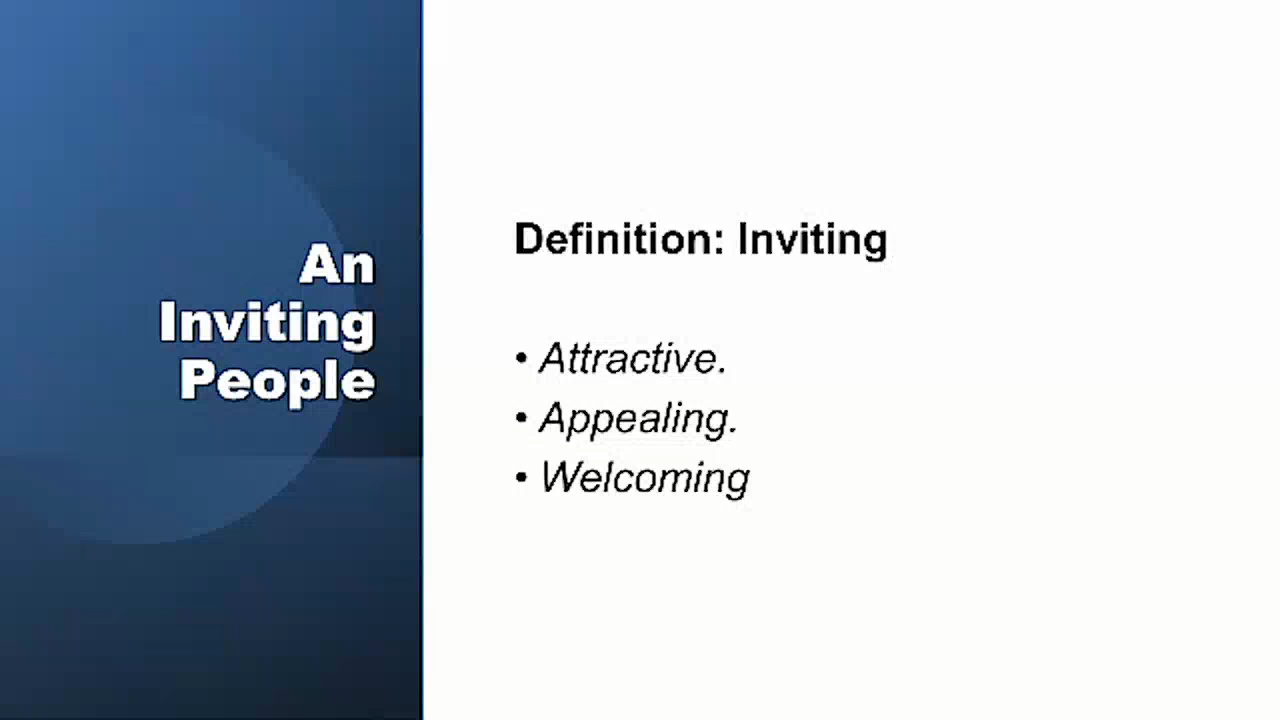 An
Inviting
People
Definition: Inviting
• Attractive.
• Appealing.
• Welcoming